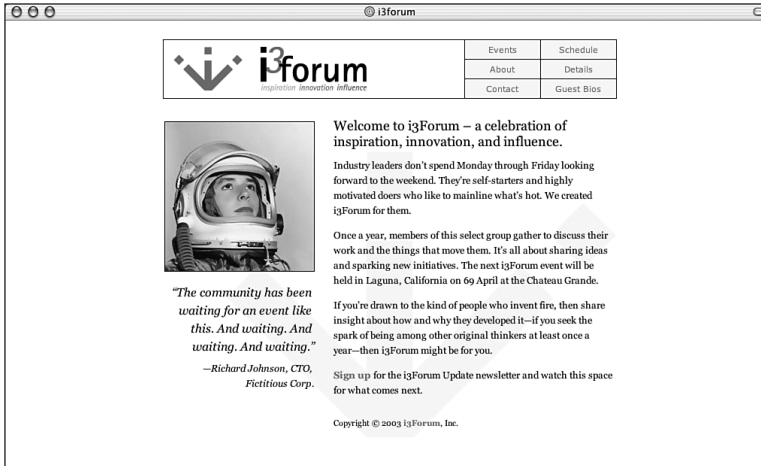 i3forum
i3forum
inspiration innovation influence
Events
Schedule
About
Details
Contact
Guest Bios
Welcome to i3Forum – a celebration of
inspiration, innovation, and influence.
Industry leaders don't spend Monday through Friday looking
forward to the weekend. They're self-starters and highly
motivated doers who like to mainline what's hot. We created
i3Forum for them.
Once a year, members of this select group gather to discuss their
work and the things that move them. It's all about sharing ideas
and sparking new initiatives. The next i3Forum event will be
held in Laguna, California on 69 April at the Chateau Grande.
If you're drawn to the kind of people who invent fire, then share
insight about how and why they developed it—if you seek the
spark of being among other original thinkers at least once a
year—then i3Forum might be for you.
Sign up for the i3Forum Update newsletter and watch this space
for what comes next.
Copyright © 2003 i3Forum, Inc.
“The community has been
waiting for an event like
this. And waiting. And
waiting. And waiting.”
—Richard Johnson, CTO,
Fictitious Corp.